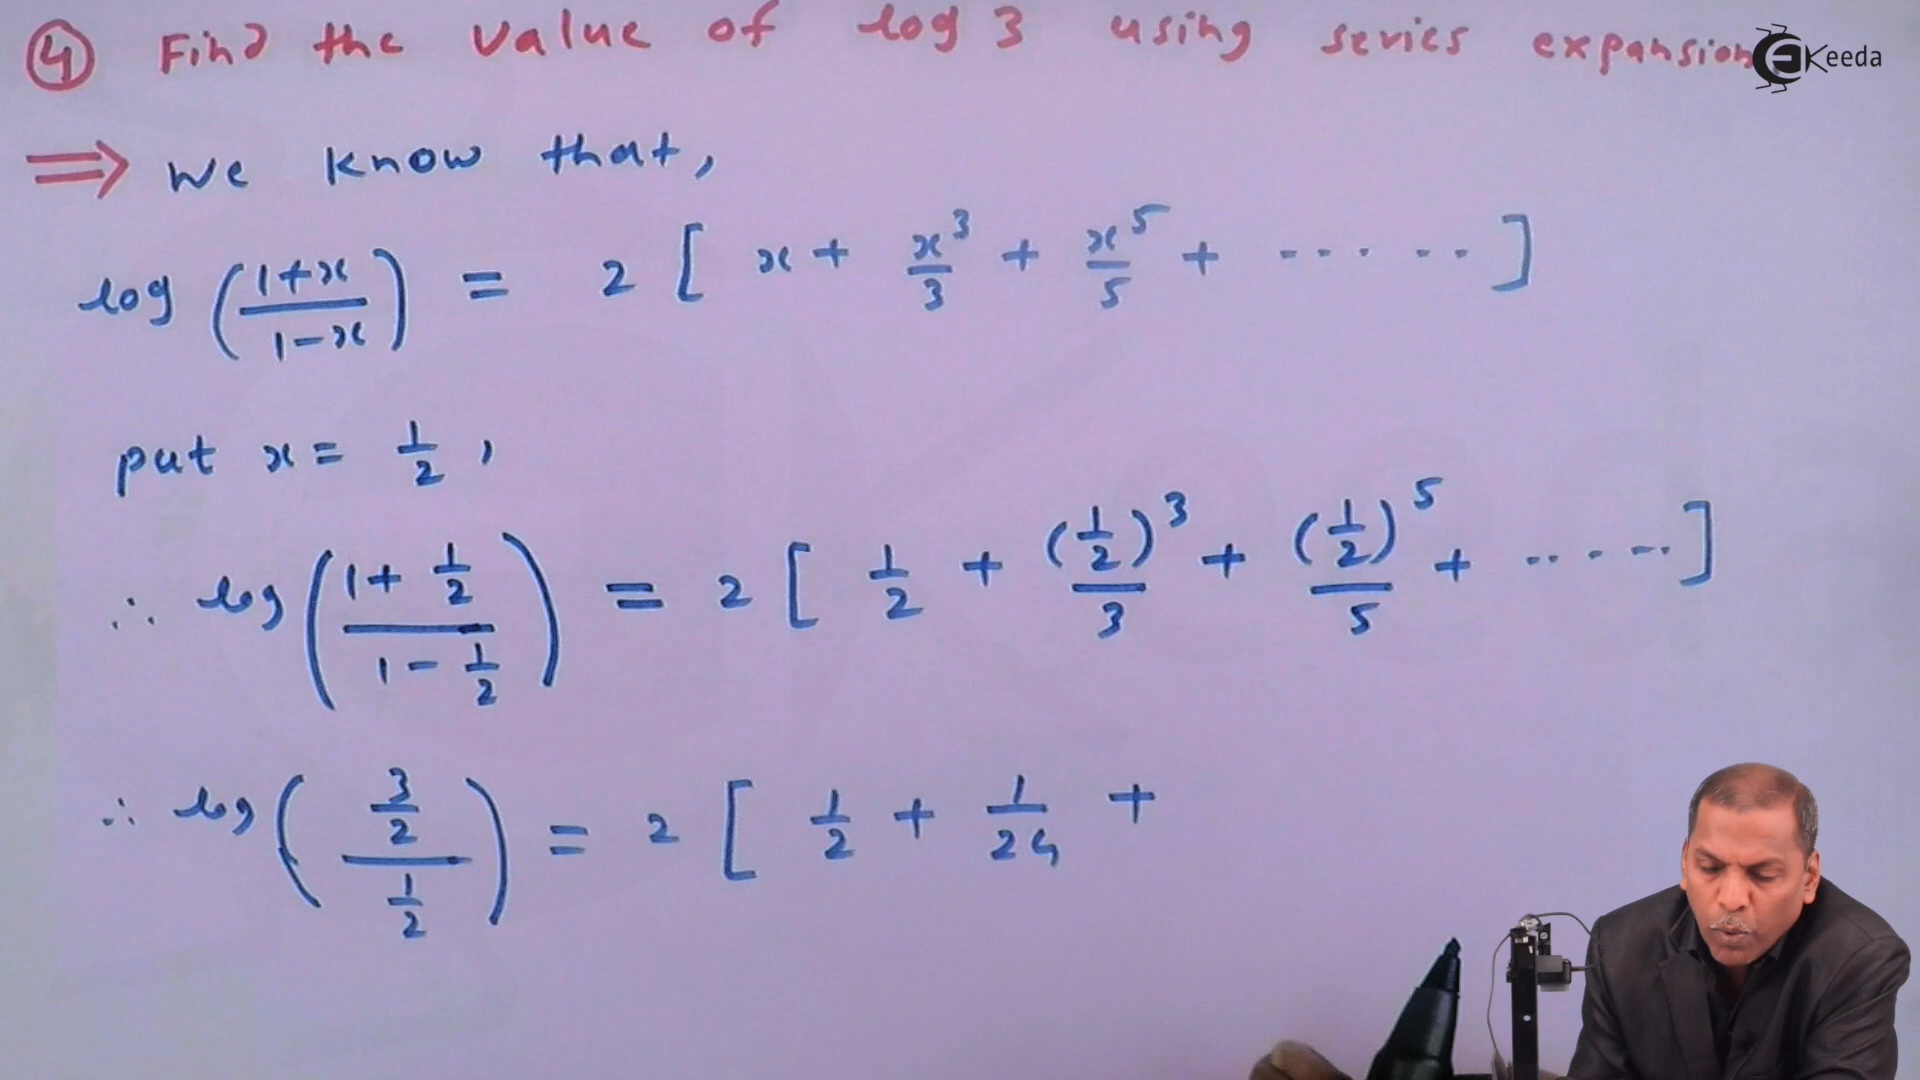 ④ Find the value of log 3 using series expansion
Ekeeda
⇒ We know that,
log ((1+x)/(1-x)) = 2 [ x + x³/3 + x⁵/5 + ...... ]
put x = 1/2 ,
∴ log ((1 + 1/2)/(1 - 1/2)) = 2 [ 1/2 + (1/2)³/3 + (1/2)⁵/5 + ...... ]
∴ log ((3/2)/(1/2)) = 2 [ 1/2 + 1/24 +